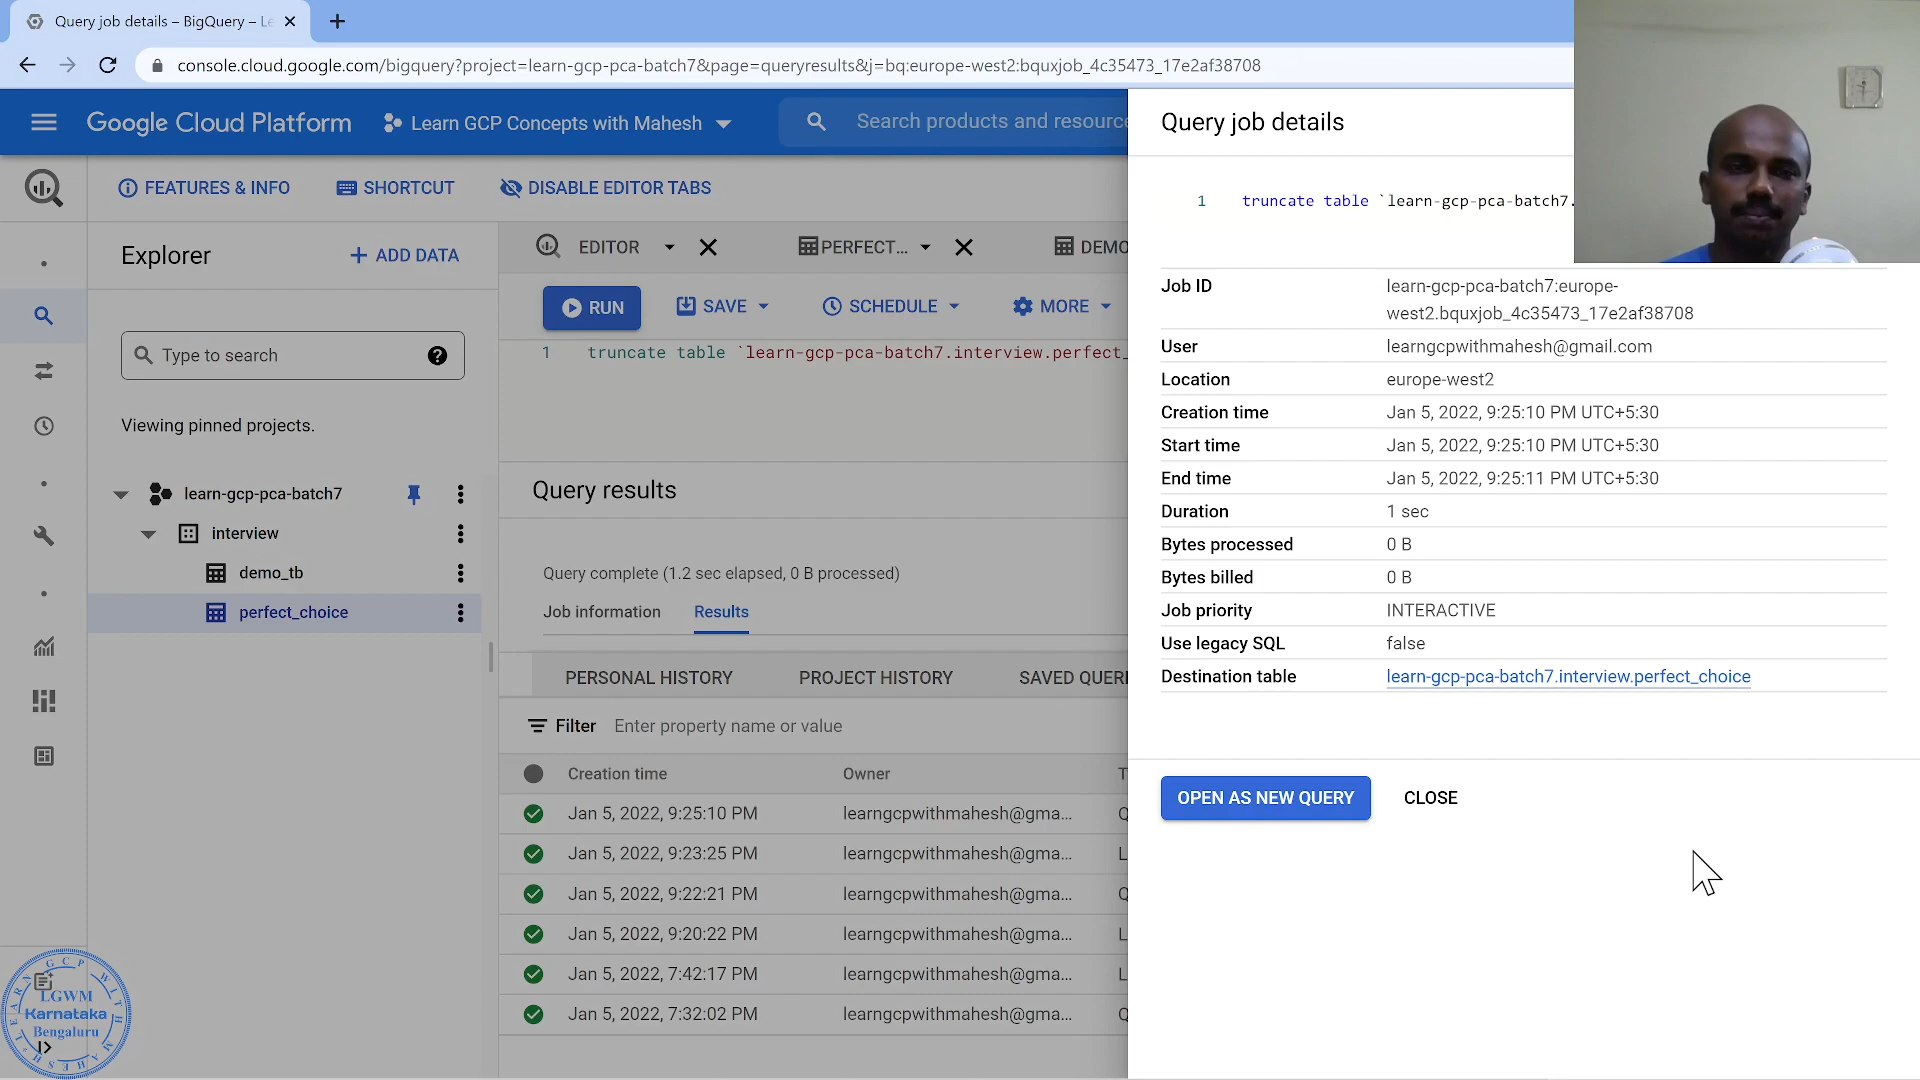 Query job details – BigQuery – Le
console.cloud.google.com/bigquery?project=learn-gcp-pca-batch7&page=queryresults&j=bq:europe-west2:bquxjob_4c35473_17e2af38708
Google Cloud Platform
Learn GCP Concepts with Mahesh
Search products and resourc
FEATURES & INFO
SHORTCUT
DISABLE EDITOR TABS
Explorer
+ ADD DATA
Type to search
Viewing pinned projects.
learn-gcp-pca-batch7
interview
demo_tb
perfect_choice
EDITOR
PERFECT...
DEMO
RUN
SAVE
SCHEDULE
MORE
1 truncate table `learn-gcp-pca-batch7.interview.perfect_
Query results
Query complete (1.2 sec elapsed, 0 B processed)
Job information
Results
PERSONAL HISTORY
PROJECT HISTORY
SAVED QUERI
Filter Enter property name or value
Creation time Owner T
Jan 5, 2022, 9:25:10 PM learngcpwithmahesh@gma... Q
Jan 5, 2022, 9:23:25 PM learngcpwithmahesh@gma... L
Jan 5, 2022, 9:22:21 PM learngcpwithmahesh@gma... Q
Jan 5, 2022, 9:20:22 PM learngcpwithmahesh@gma... L
Jan 5, 2022, 7:42:17 PM learngcpwithmahesh@gma... L
Jan 5, 2022, 7:32:02 PM learngcpwithmahesh@gma... Q
Query job details
1 truncate table `learn-gcp-pca-batch7.
Job ID learn-gcp-pca-batch7:europe-
west2.bquxjob_4c35473_17e2af38708
User learngcpwithmahesh@gmail.com
Location europe-west2
Creation time Jan 5, 2022, 9:25:10 PM UTC+5:30
Start time Jan 5, 2022, 9:25:10 PM UTC+5:30
End time Jan 5, 2022, 9:25:11 PM UTC+5:30
Duration 1 sec
Bytes processed 0 B
Bytes billed 0 B
Job priority INTERACTIVE
Use legacy SQL false
Destination table learn-gcp-pca-batch7.interview.perfect_choice
OPEN AS NEW QUERY
CLOSE
LEARN GCP WITH MAHESH
LGWM
Karnataka
Bengaluru